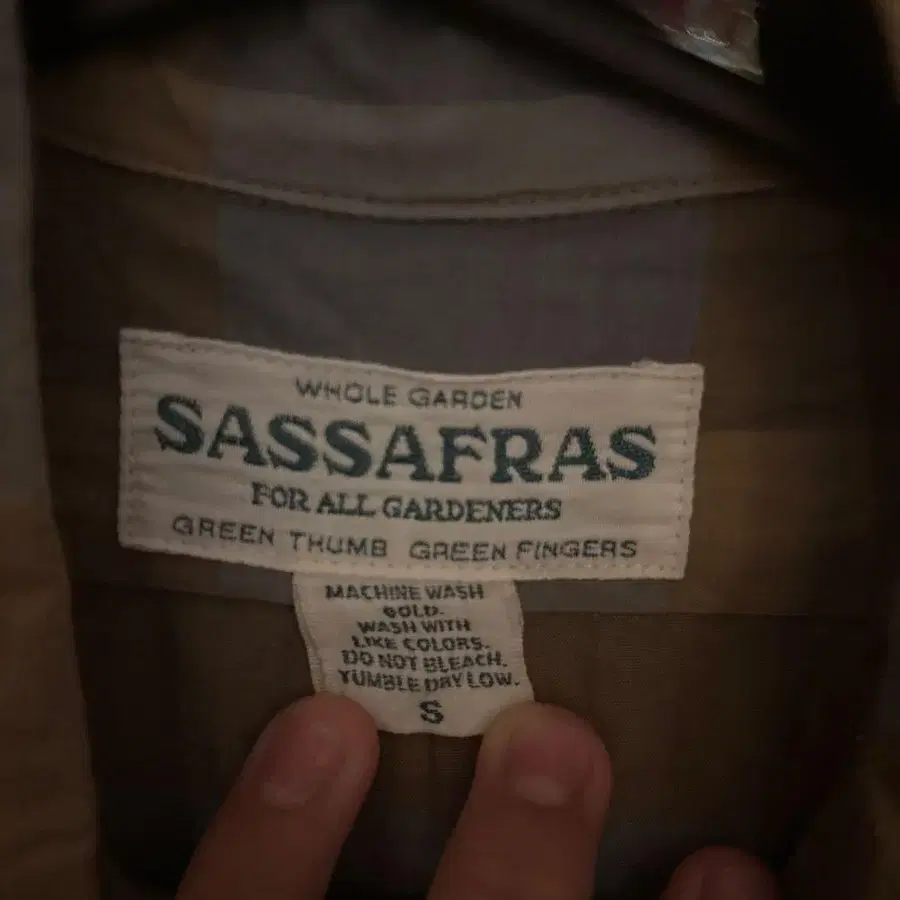 WHOLE GARDEN
SASSAFRAS
FOR ALL GARDENERS
GREEN THUMB GREEN FINGERS
MACHINE WASH
COLD.
WASH WITH
LIKE COLORS.
DO NOT BLEACH.
TUMBLE DRY LOW.
S